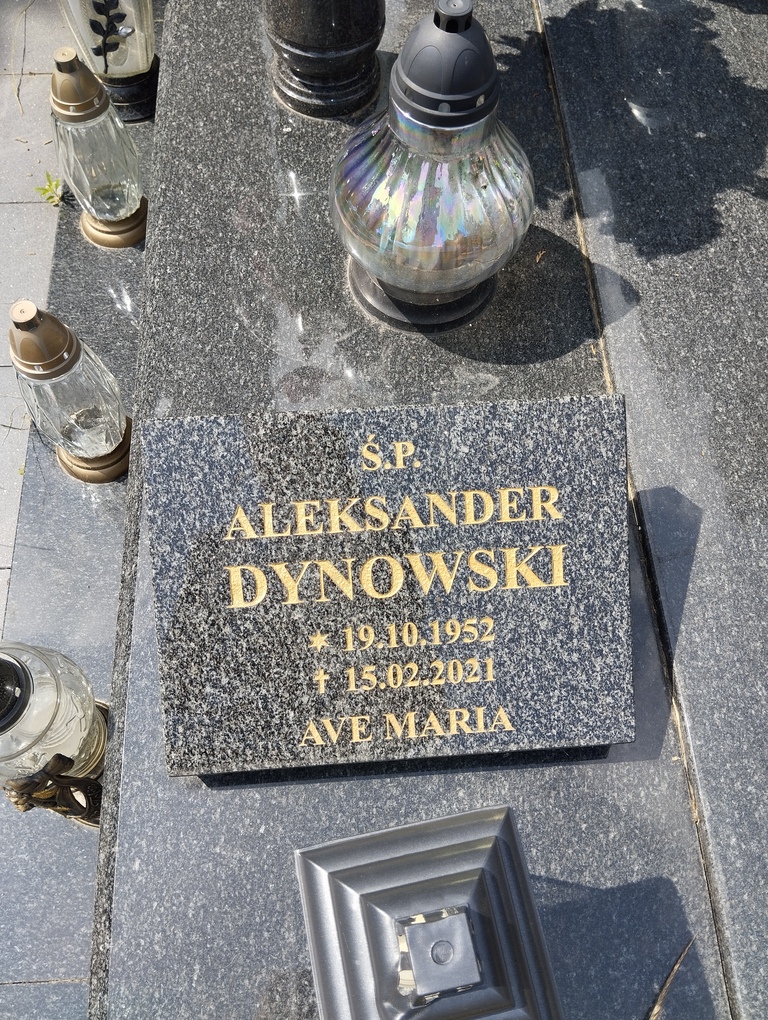 Ś.P.
ALEKSANDER
DYNOWSKI
✶ 19.10.1952
† 15.02.2021
AVE MARIA